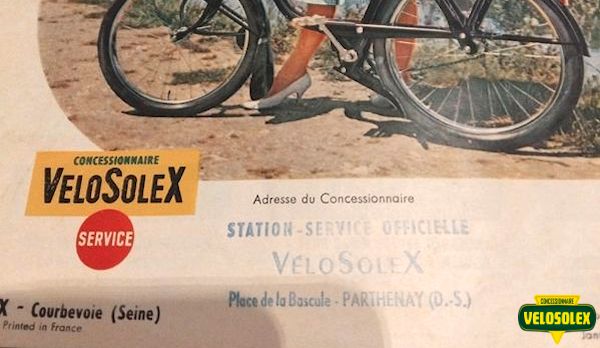 CONCESSIONNAIRE
VELOSOLEX
SERVICE
Adresse du Concessionnaire
STATION-SERVICE OFFICIELLE
VÉLOSOLEX
Place de la Bascule - PARTHENAY (D.-S.)
X - Courbevoie (Seine)
Printed in France
CONCESSIONNAIRE
VELOSOLEX